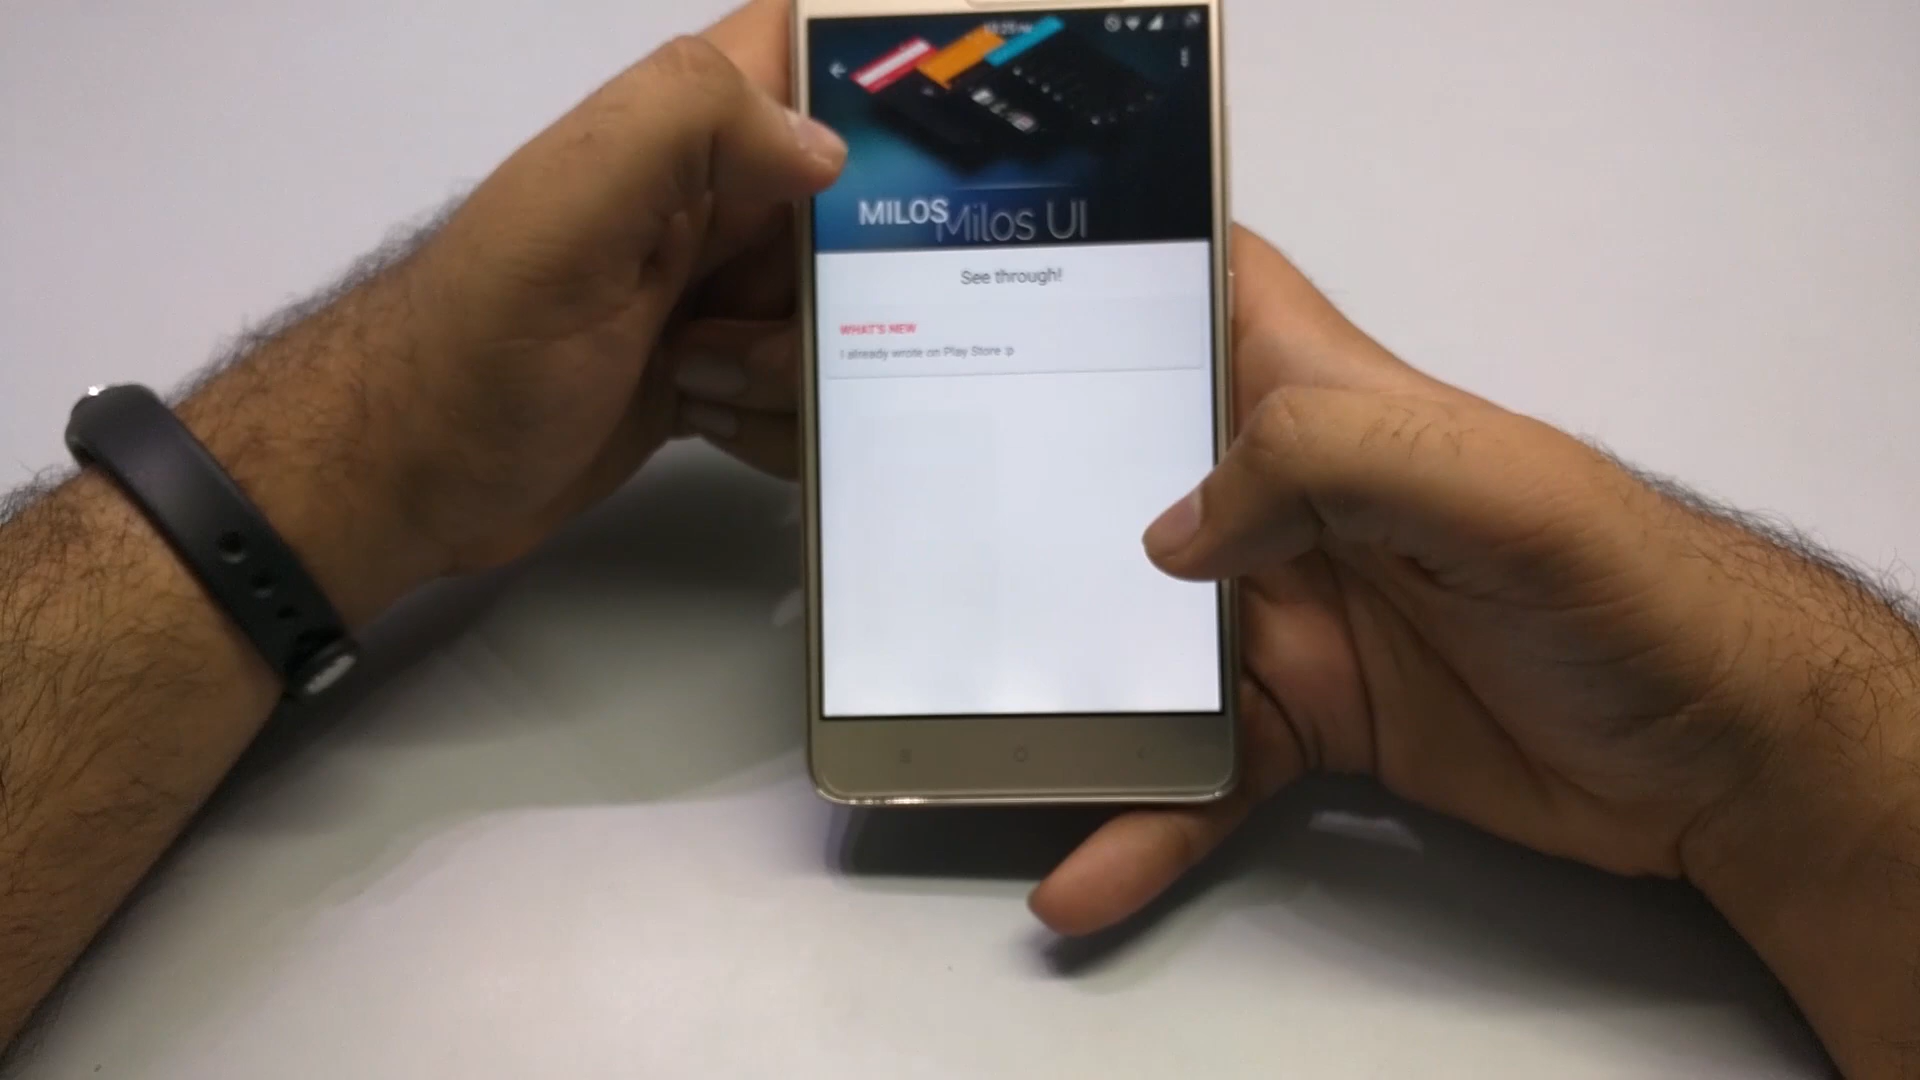 MILOS
Milos UI
See through!
WHAT'S NEW
I already wrote on Play Store :p